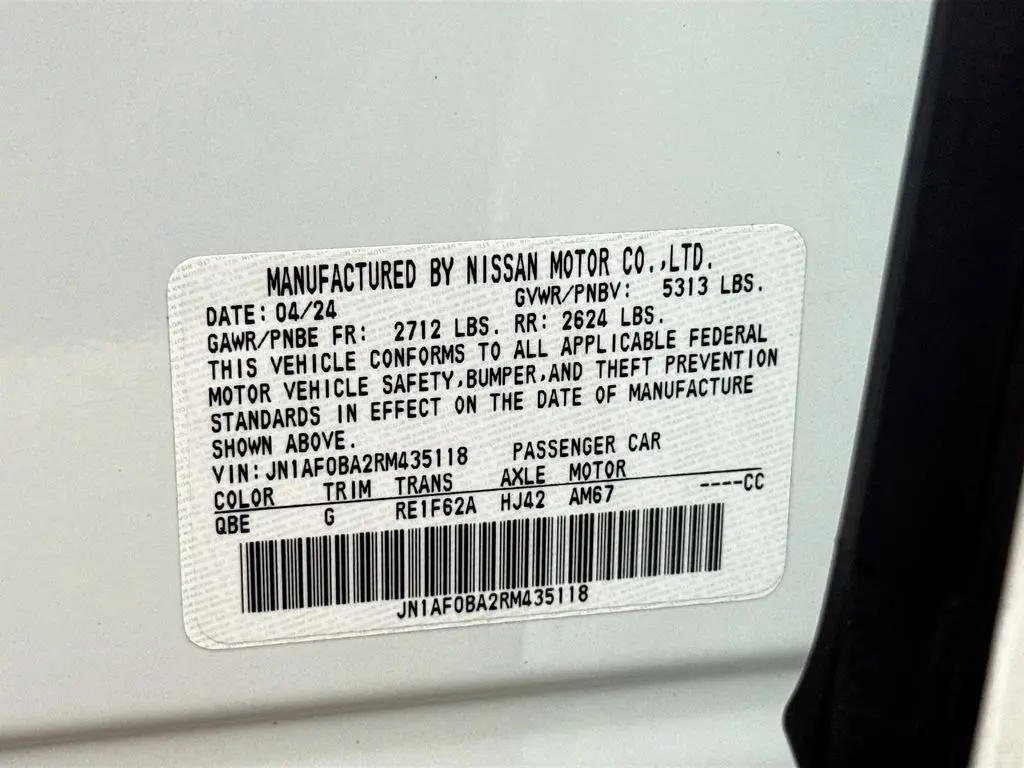 MANUFACTURED BY NISSAN MOTOR CO.,LTD.
DATE: 04/24 GVWR/PNBV: 5313 LBS.
GAWR/PNBE FR: 2712 LBS. RR: 2624 LBS.
THIS VEHICLE CONFORMS TO ALL APPLICABLE FEDERAL
MOTOR VEHICLE SAFETY,BUMPER,AND THEFT PREVENTION
STANDARDS IN EFFECT ON THE DATE OF MANUFACTURE
SHOWN ABOVE.
VIN: JN1AF0BA2RM435118 PASSENGER CAR
COLOR TRIM TRANS AXLE MOTOR
QBE G RE1F62A HJ42 AM67 ----CC
JN1AF0BA2RM435118